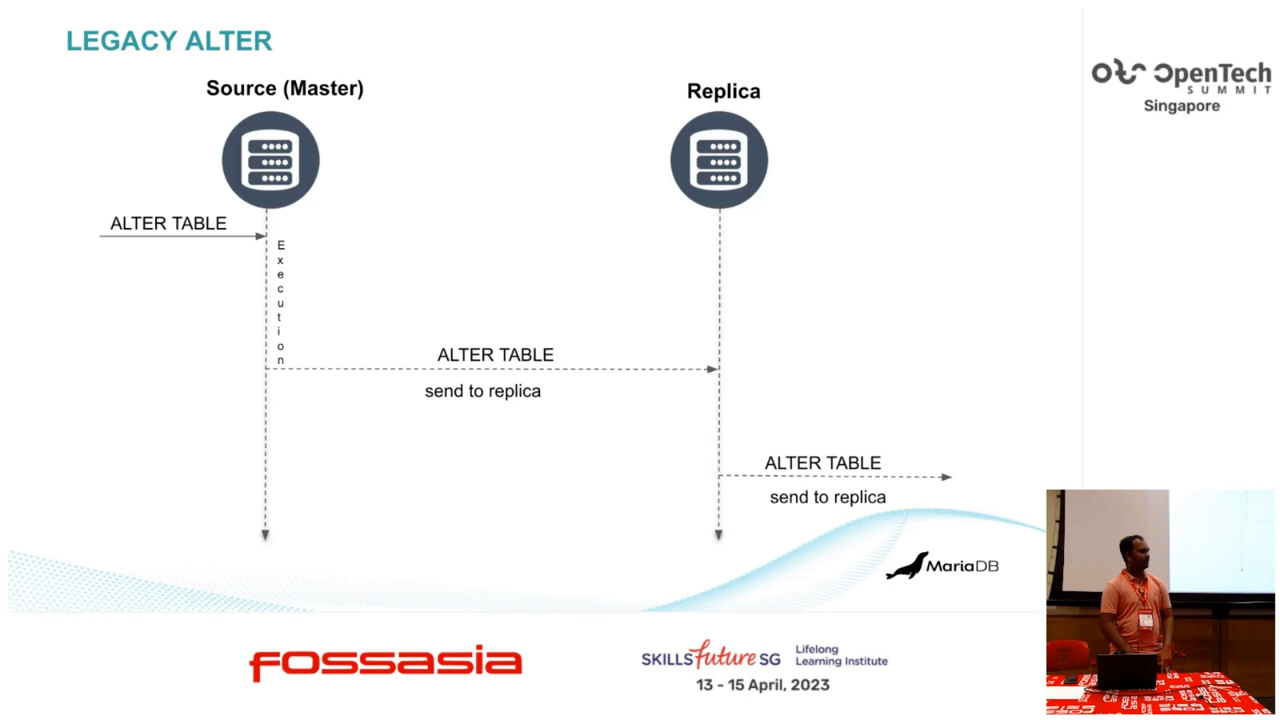 LEGACY ALTER
Source (Master)
Replica
OpenTech
SUMMIT
Singapore
ALTER TABLE
Execution
ALTER TABLE
send to replica
ALTER TABLE
send to replica
MariaDB
fossasia
SKILLS future SG
Lifelong
Learning Institute
13 - 15 April, 2023